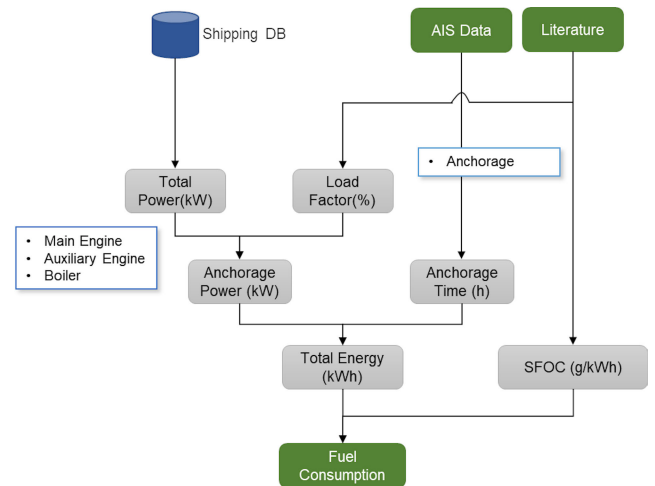 Shipping DB
AIS Data
Literature
• Anchorage
Total
Power(kW)
Load
Factor(%)
• Main Engine
• Auxiliary Engine
• Boiler
Anchorage
Power (kW)
Anchorage
Time (h)
Total Energy
(kWh)
SFOC (g/kWh)
Fuel
Consumption